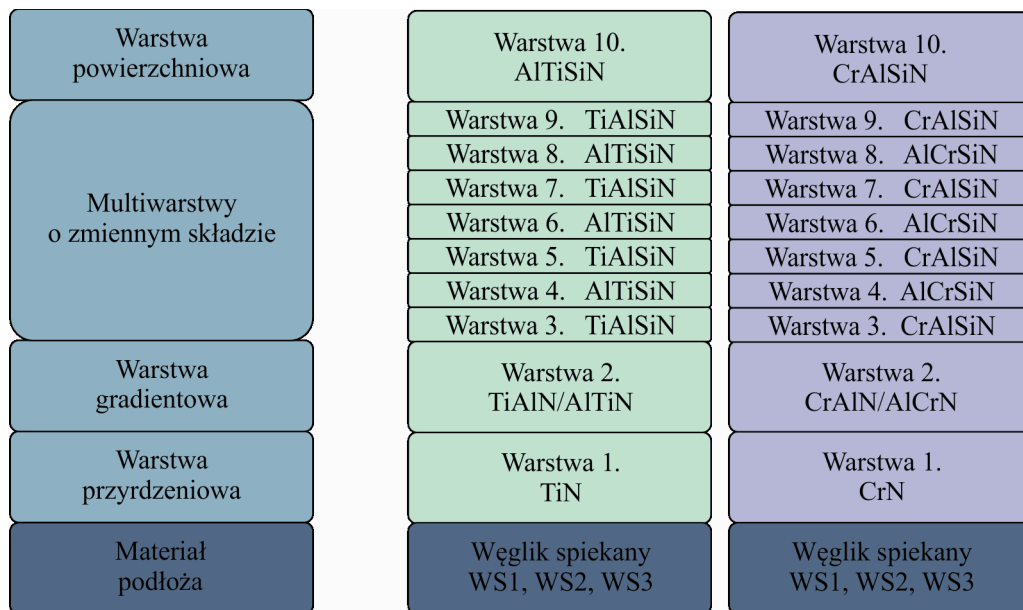 Warstwa
powierzchniowa
Multiwarstwy
o zmiennym składzie
Warstwa
gradientowa
Warstwa
przyrdzeniowa
Materiał
podłoża
Warstwa 10.
AlTiSiN
Warstwa 9. TiAlSiN
Warstwa 8. AlTiSiN
Warstwa 7. TiAlSiN
Warstwa 6. AlTiSiN
Warstwa 5. TiAlSiN
Warstwa 4. AlTiSiN
Warstwa 3. TiAlSiN
Warstwa 2.
TiAlN/AlTiN
Warstwa 1.
TiN
Węglik spiekany
WS1, WS2, WS3
Warstwa 10.
CrAlSiN
Warstwa 9. CrAlSiN
Warstwa 8. AlCrSiN
Warstwa 7. CrAlSiN
Warstwa 6. AlCrSiN
Warstwa 5. CrAlSiN
Warstwa 4. AlCrSiN
Warstwa 3. CrAlSiN
Warstwa 2.
CrAlN/AlCrN
Warstwa 1.
CrN
Węglik spiekany
WS1, WS2, WS3